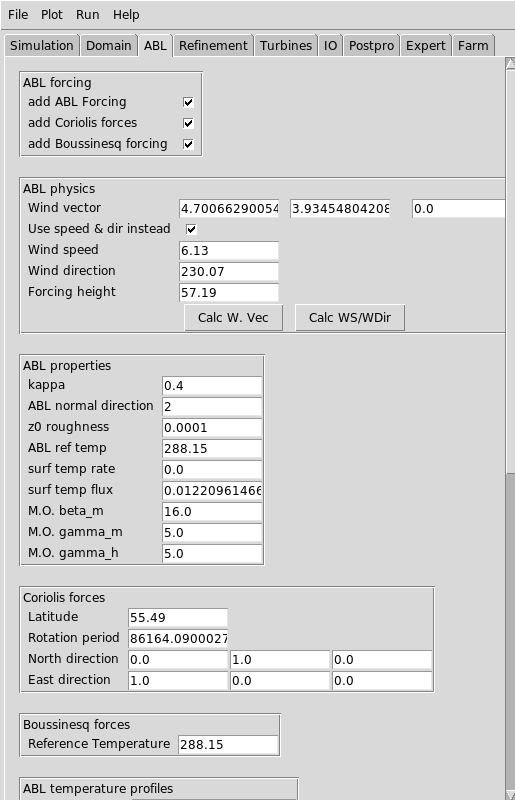 File Plot Run Help
Simulation Domain ABL Refinement Turbines IO Postpro Expert Farm
ABL forcing
add ABL Forcing
add Coriolis forces
add Boussinesq forcing
ABL physics
Wind vector 4.70066290054 3.93454804208 0.0
Use speed & dir instead
Wind speed 6.13
Wind direction 230.07
Forcing height 57.19
Calc W. Vec Calc WS/WDir
ABL properties
kappa 0.4
ABL normal direction 2
z0 roughness 0.0001
ABL ref temp 288.15
surf temp rate 0.0
surf temp flux 0.01220961466
M.O. beta_m 16.0
M.O. gamma_m 5.0
M.O. gamma_h 5.0
Coriolis forces
Latitude 55.49
Rotation period 86164.0900027
North direction 0.0 1.0 0.0
East direction 1.0 0.0 0.0
Boussinesq forces
Reference Temperature 288.15
ABL temperature profiles